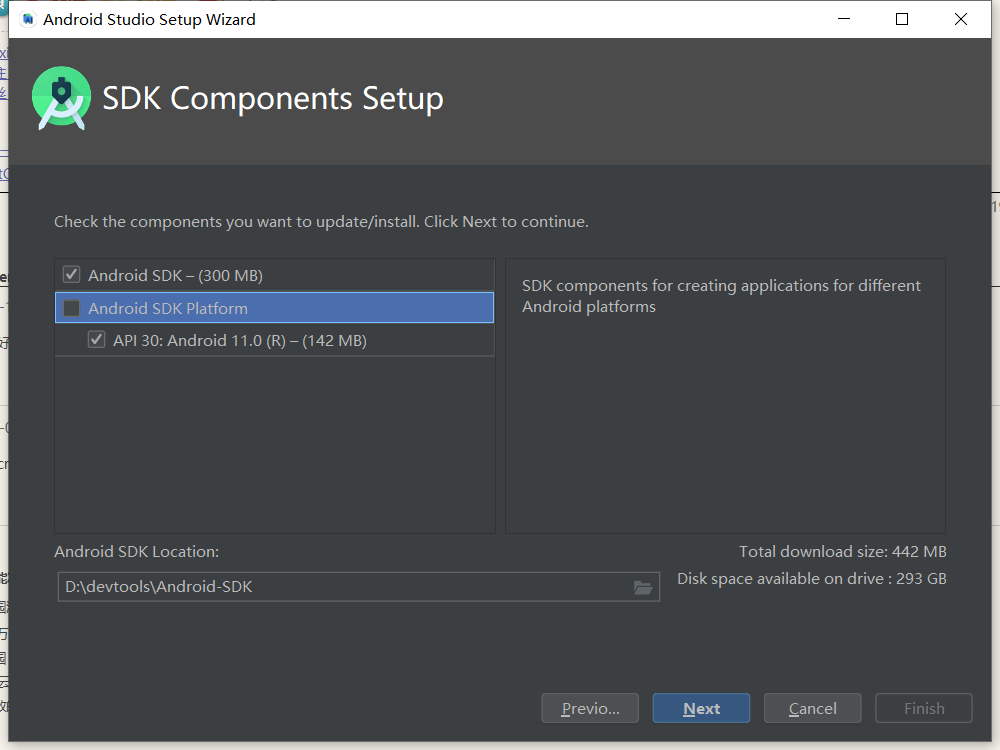 Android Studio Setup Wizard
SDK Components Setup
Check the components you want to update/install. Click Next to continue.
Android SDK – (300 MB)
Android SDK Platform
API 30: Android 11.0 (R) – (142 MB)
SDK components for creating applications for different
Android platforms
Android SDK Location:
Total download size: 442 MB
D:\devtools\Android-SDK
Disk space available on drive : 293 GB
Previo...
Next
Cancel
Finish